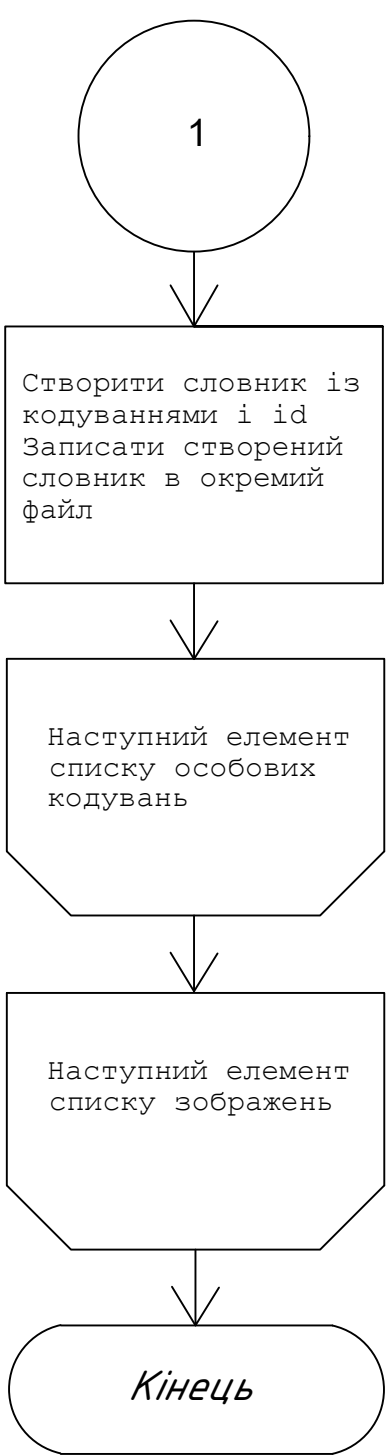 1
Створити словник із
кодуваннями і id
Записати створений
словник в окремий
файл
Наступний елемент
списку особових
кодувань
Наступний елемент
списку зображень
Кінець